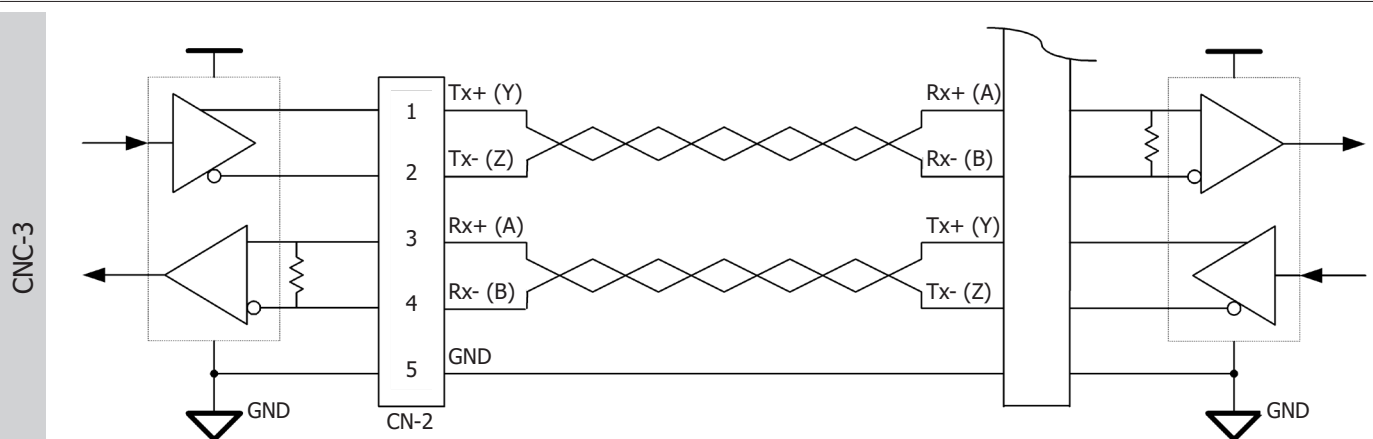 CNC-3
1
2
3
4
5
CN-2
Tx+ (Y)
Tx- (Z)
Rx+ (A)
Rx- (B)
GND
Rx+ (A)
Rx- (B)
Tx+ (Y)
Tx- (Z)
GND
GND